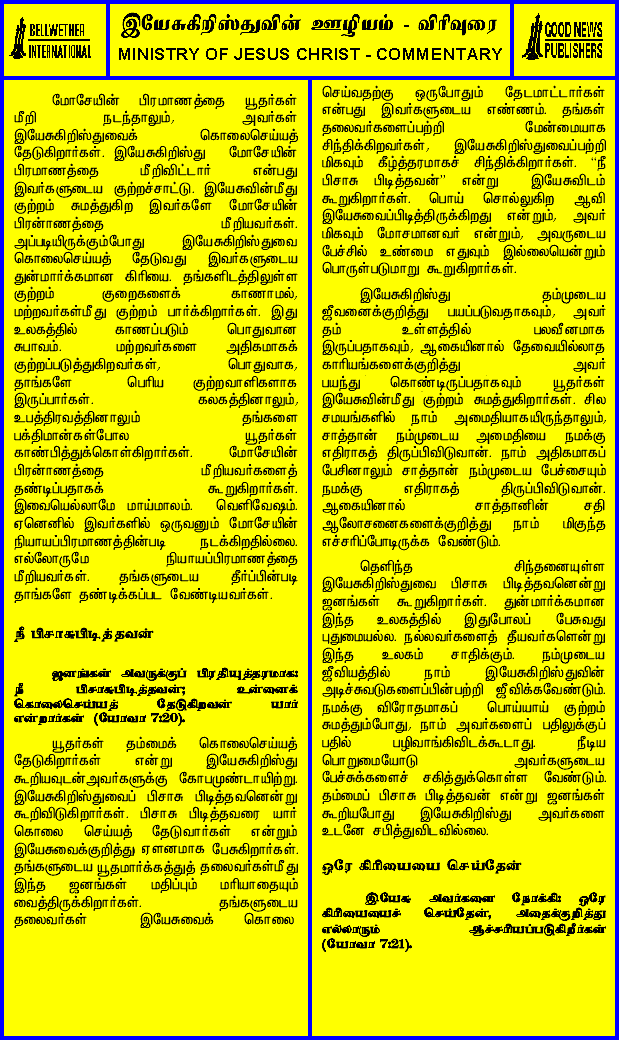 BELLWETHER
INTERNATIONAL
இயேசுகிறிஸ்துவின் ஊழியம் - விரிவுரை
MINISTRY OF JESUS CHRIST - COMMENTARY
GOOD NEWS
PUBLISHERS
மோசேயின் பிரமாணத்தை யூதர்கள்
மீறி நடந்தாலும், அவர்கள்
இயேசுகிறிஸ்துவைக் கொலைசெய்யத்
தேடுகிறார்கள். இயேசுகிறிஸ்து மோசேயின்
பிரமாணத்தை மீறிவிட்டார் என்பது
இவர்களுடைய குற்றச்சாட்டு. இயேசுவின்மீது
குற்றம் சுமத்துகிற இவர்களே மோசேயின்
பிரன்ாணத்தை மீறியவர்கள்.
அப்படியிருக்கும்போது இயேசுகிறிஸ்துவை
கொலைசெய்யத் தேடுவது இவர்களுடைய
துன்மார்க்கமான கிரியை. தங்களிடத்திலுள்ள
குற்றம் குறைகளைக் காணாமல்,
மற்றவர்கள்மீது குற்றம் பார்க்கிறார்கள். இது
உலகத்தில் காணப்படும் பொதுவான
சுபாவம். மற்றவர்களை அதிகமாகக்
குற்றப்படுத்துகிறவர்கள், பொதுவாக,
தாங்களே பெரிய குற்றவாளிகளாக
இருப்பார்கள். கலகத்தினாலும்,
உபத்திரவத்தினாலும் தங்களை
பக்திமான்கள்போல யூதர்கள்
காண்பித்துக்கொள்கிறார்கள். மோசேயின்
பிரன்ாணத்தை மீறியவர்களைத்
தண்டிப்பதாகக் கூறுகிறார்கள்.
இவையெல்லாமே மாய்மாலம். வெளிவேஷம்.
ஏனெனில் இவர்களில் ஒருவனும் மோசேயின்
நியாயப்பிரமாணத்தின்படி நடக்கிறதில்லை.
எல்லோருமே நியாயப்பிரமாணத்தை
மீறியவர்கள். தங்களுடைய தீர்ப்பின்படி
தாங்களே தண்டிக்கப்பட வேண்டியவர்கள்.
நீ பிசாசுபிடித்தவன்
ஜனங்கள் அவருக்குப் பிரதியுத்தரமாக:
நீ பிசாசுபிடித்தவன்; உன்னைக்
கொலைசெய்யத் தேடுகிறவன் யார்
என்றார்கள் (யோவா 7:20).
யூதர்கள் தம்மைக் கொலைசெய்யத்
தேடுகிறார்கள் என்று இயேசுகிறிஸ்து
கூறியவுடன்அவர்களுக்கு கோபமுண்டாயிற்று.
இயேசுகிறிஸ்துவைப் பிசாசு பிடித்தவனென்று
கூறிவிடுகிறார்கள். பிசாசு பிடித்தவரை யார்
கொலை செய்யத் தேடுவார்கள் என்றும்
இயேசுவைக்குறித்து ஏளனமாக பேசுகிறார்கள்.
தங்களுடைய யூதமார்க்கத்துத் தலைவர்கள்மீது
இந்த ஜனங்கள் மதிப்பும் மரியாதையும்
வைத்திருக்கிறார்கள். தங்களுடைய
தலைவர்கள் இயேசுவைக் கொலை
செய்வதற்கு ஒருபோதும் தேடமாட்டார்கள்
என்பது இவர்களுடைய எண்ணம். தங்கள்
தலைவர்களைப்பற்றி மேன்மையாக
சிந்திக்கிறவர்கள், இயேசுகிறிஸ்துவைப்பற்றி
மிகவும் கீழ்த்தரமாகச் சிந்திக்கிறார்கள். “நீ
பிசாசு பிடித்தவன்” என்று இயேசுவிடம்
கூறுகிறார்கள். பொய் சொல்லுகிற ஆவி
இயேசுவைப்பிடித்திருக்கிறது என்றும், அவர்
மிகவும் மோசமானவர் என்றும், அவருடைய
பேச்சில் உண்மை எதுவும் இல்லையென்றும்
பொருள்படுமாறு கூறுகிறார்கள்.
இயேசுகிறிஸ்து தம்முடைய
ஜீவனைக்குறித்து பயப்படுவதாகவும், அவர்
தம் உள்ளத்தில் பலவீனமாக
இருப்பதாகவும், ஆகையினால் தேவையில்லாத
காரியங்களைக்குறித்து அவர்
பயந்து கொண்டிருப்பதாகவும் யூதர்கள்
இயேசுவின்மீது குற்றம் சுமத்துகிறார்கள். சில
சமயங்களில் நாம் அமைதியாகயிருந்தாலும்,
சாத்தான் நம்முடைய அமைதியை நமக்கு
எதிராகத் திருப்பிவிடுவான். நாம் அதிகமாகப்
பேசினாலும் சாத்தான் நம்முடைய பேச்சையும்
நமக்கு எதிராகத் திருப்பிவிடுவான்.
ஆகையினால் சாத்தானின் சதி
ஆலோசனைகளைக்குறித்து நாம் மிகுந்த
எச்சரிப்போடிருக்க வேண்டும்.
தெளிந்த சிந்தனையுள்ள
இயேசுகிறிஸ்துவை பிசாசு பிடித்தவனென்று
ஜனங்கள் கூறுகிறார்கள். துன்மார்க்கமான
இந்த உலகத்தில் இதுபோலப் பேசுவது
புதுமையல்ல. நல்லவர்களைத் தீயவர்களென்று
இந்த உலகம் சாதிக்கும். நம்முடைய
ஜீவியத்தில் நாம் இயேசுகிறிஸ்துவின்
அடிச்சுவடுகளைப்பின்பற்றி ஜீவிக்கவேண்டும்.
நமக்கு விரோதமாகப் பொய்யாய் குற்றம்
சுமத்தும்போது, நாம் அவர்களைப் பதிலுக்குப்
பதில் பழிவாங்கிவிடக்கூடாது. நீடிய
பொறுமையோடு அவர்களுடைய
பேச்சுக்களைச் சகித்துக்கொள்ள வேண்டும்.
தம்மைப் பிசாசு பிடித்தவன் என்று ஜனங்கள்
கூறியபோது இயேசுகிறிஸ்து அவர்களை
உடனே சபித்துவிடவில்லை.
ஒரே கிரியையை செய்தேன்
இயேசு அவர்களை நோக்கி: ஒரே
கிரியையைச் செய்தேன், அதைக்குறித்து
எல்லாரும் ஆச்சரியப்படுகிறீர்கள்
(யோவா 7:21).